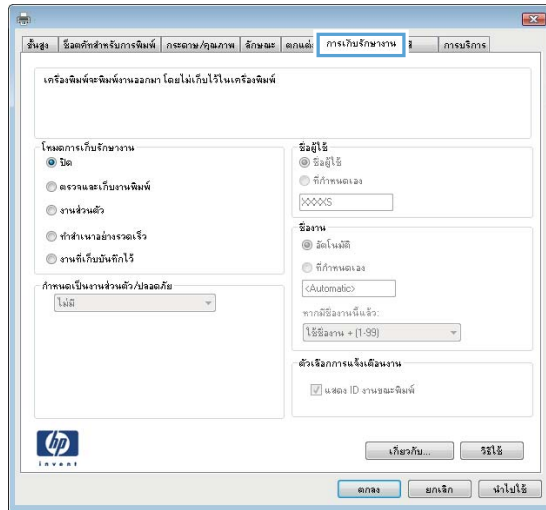 ขั้นสูง ช็อตคัทสำหรับการพิมพ์ กระดาษ/คุณภาพ ลักษณะ ตกแต่ง การเก็บรักษางาน สี การบริการ
เครื่องพิมพ์จะพิมพ์งานออกมา โดยไม่เก็บไว้ในเครื่องพิมพ์
โหมดการเก็บรักษางาน
ปิด
ตรวจและเก็บงานพิมพ์
งานส่วนตัว
ทำสำเนาอย่างรวดเร็ว
งานที่เก็บบันทึกไว้
กำหนดเป็นงานส่วนตัว/ปลอดภัย
ไม่มี
ชื่อผู้ใช้
ชื่อผู้ใช้
ที่กำหนดเอง
XXXXS
ชื่องาน
อัตโนมัติ
ที่กำหนดเอง
<Automatic>
หากมีชื่องานนี้แล้ว:
ใช้ชื่องาน + (1-99)
ตัวเลือกการแจ้งเตือนงาน
แสดง ID งานขณะพิมพ์
hp
invent
เกี่ยวกับ... วิธีใช้
ตกลง ยกเลิก นำไปใช้